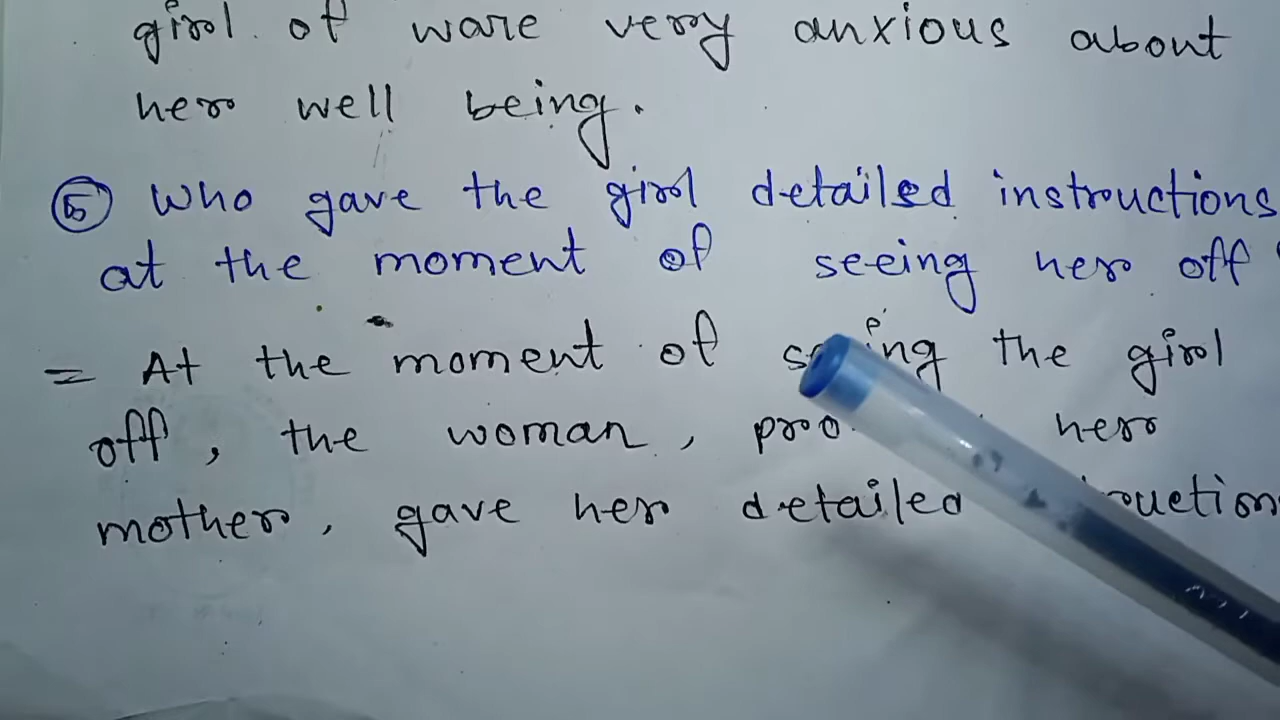 girl of ware very anxious about
her well being.
5 Who gave the girl detailed instructions
at the moment of seeing her off
= At the moment of the girl
off, the woman, her
mother, gave her detailed